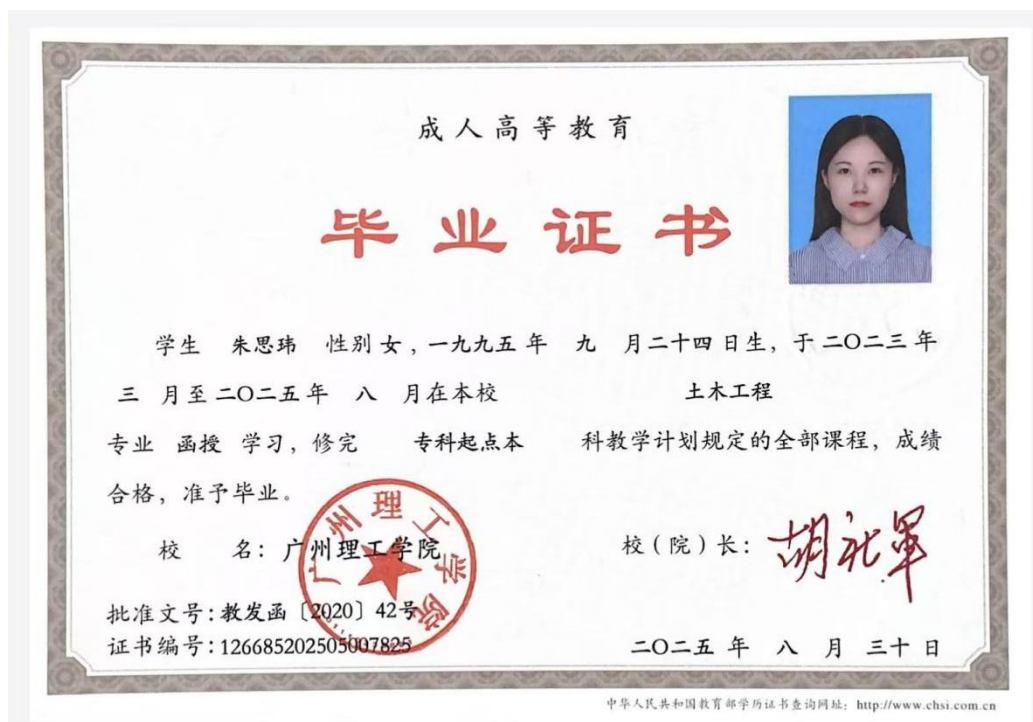 成人高等教育
毕业证书
学生 朱思玮 性别 女，一九九五年 九 月二十四日生，于二〇二三年
三 月至二〇二五年 八 月在本校 土木工程
专业 函授 学习，修完 专科起点本 科教学计划规定的全部课程，成绩
合格，准予毕业。
校 名：广州理工学院
校（院）长：胡社军
广州理工学院
批准文号：教发函〔2020〕42号
证书编号：126685202505007825
二〇二五 年 八 月 三十 日
中华人民共和国教育部学历证书查询网址：http://www.chsi.com.cn